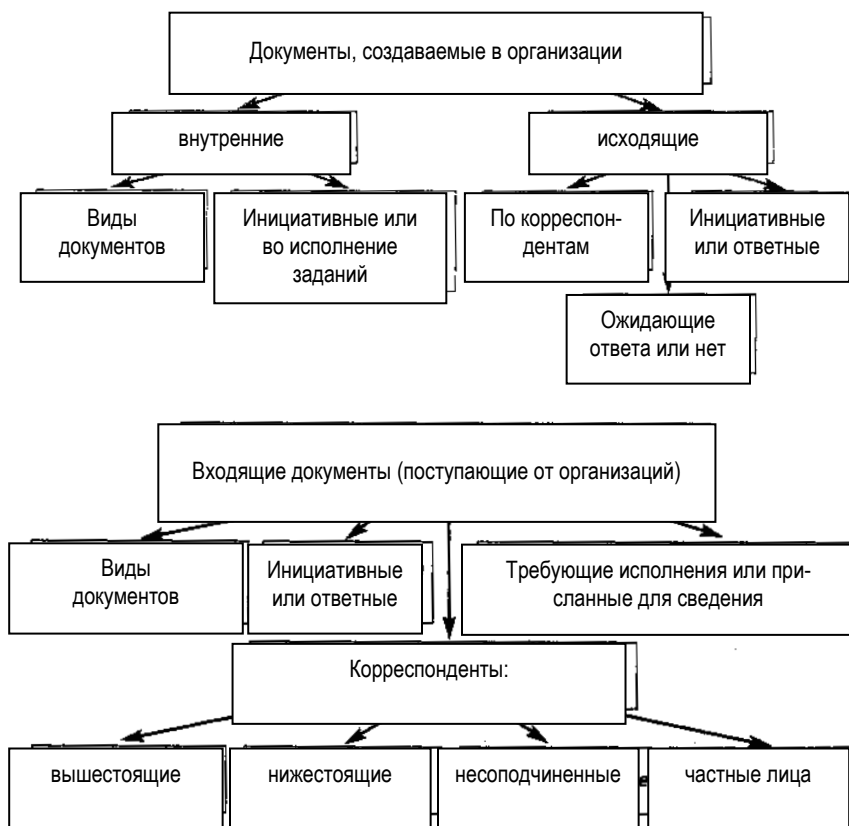 Документы, создаваемые в организации
внутренние
исходящие
Виды
документов
Инициативные или
во исполнение
заданий
По корреспон-
дентам
Инициативные
или ответные
Ожидающие
ответа или нет
Входящие документы (поступающие от организаций)
Виды
документов
Инициативные
или ответные
Требующие исполнения или при-
сланные для сведения
Корреспонденты:
вышестоящие
нижестоящие
несоподчиненные
частные лица